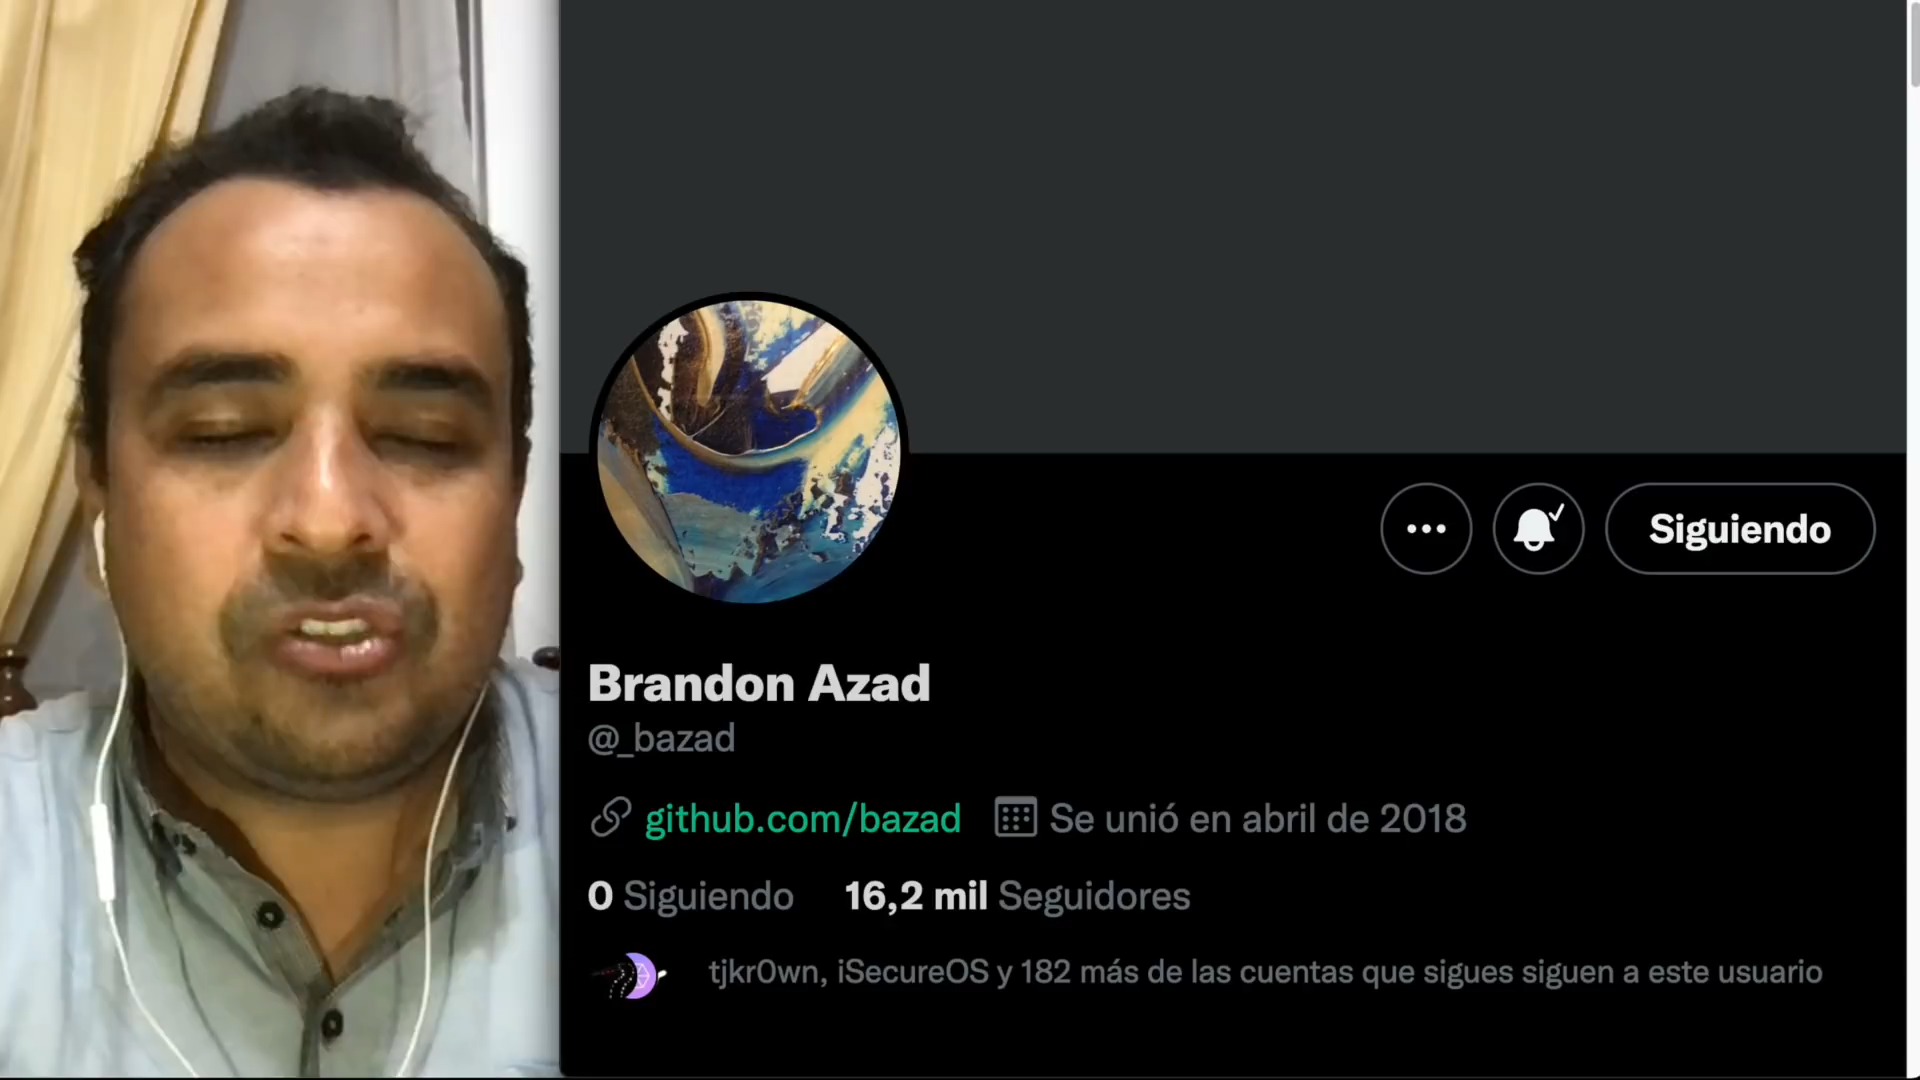 Siguiendo
Brandon Azad
@_bazad
github.com/bazad Se unió en abril de 2018
0 Siguiendo 16,2 mil Seguidores
tjkr0wn, iSecureOS y 182 más de las cuentas que sigues siguen a este usuario